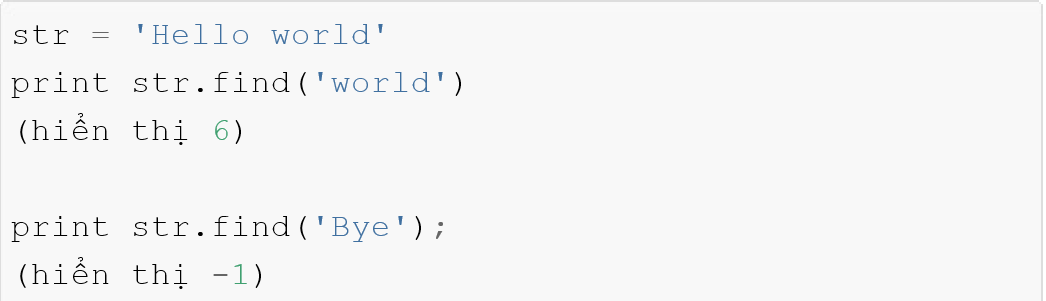 str = 'Hello world'
print str.find('world')
(hiển thị 6)
print str.find('Bye');
(hiển thị -1)